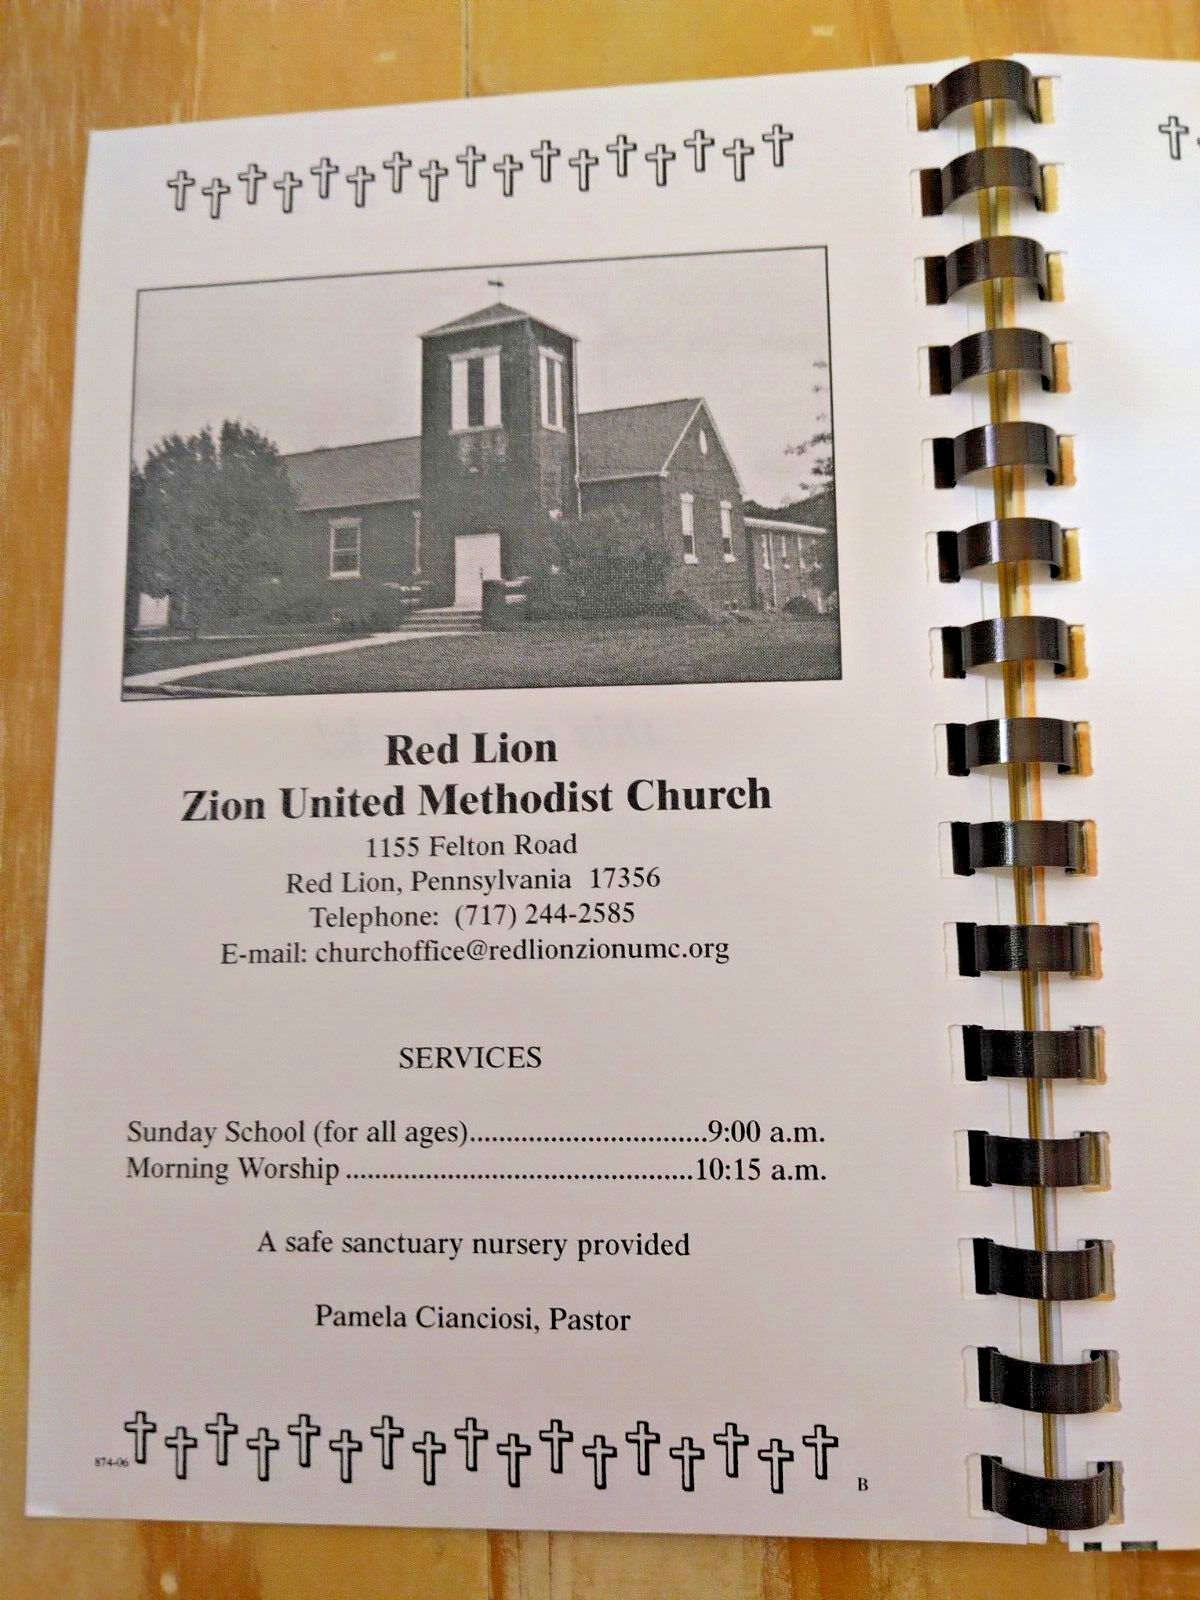 Red Lion
Zion United Methodist Church
1155 Felton Road
Red Lion, Pennsylvania 17356
Telephone: (717) 244-2585
E-mail: churchoffice@redlionzionumc.org
SERVICES
Sunday School (for all ages)................................9:00 a.m.
Morning Worship ...............................................10:15 a.m.
A safe sanctuary nursery provided
Pamela Cianciosi, Pastor
874-06
B